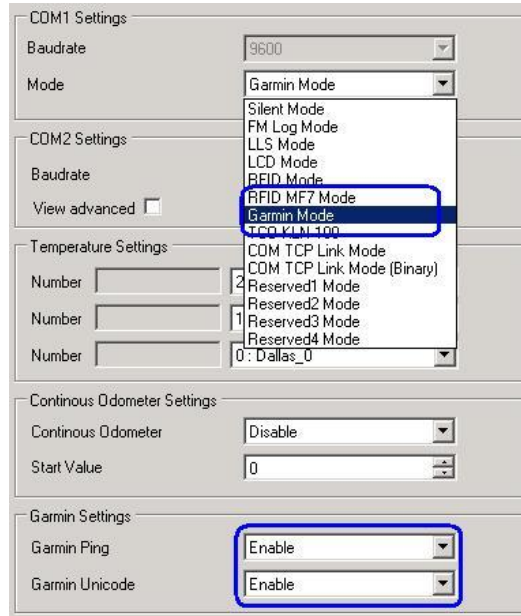 COM1 Settings
Baudrate 9600
Mode Garmin Mode
Silent Mode
FM Log Mode
LLS Mode
LCD Mode
RFID Mode
RFID MF7 Mode
Garmin Mode
TCO KLN 100
COM TCP Link Mode
COM TCP Link Mode (Binary)
Reserved1 Mode
Reserved2 Mode
Reserved3 Mode
Reserved4 Mode
COM2 Settings
Baudrate
View advanced
Temperature Settings
Number 2
Number 1
Number 0 : Dallas_0
Continous Odometer Settings
Continous Odometer Disable
Start Value 0
Garmin Settings
Garmin Ping Enable
Garmin Unicode Enable